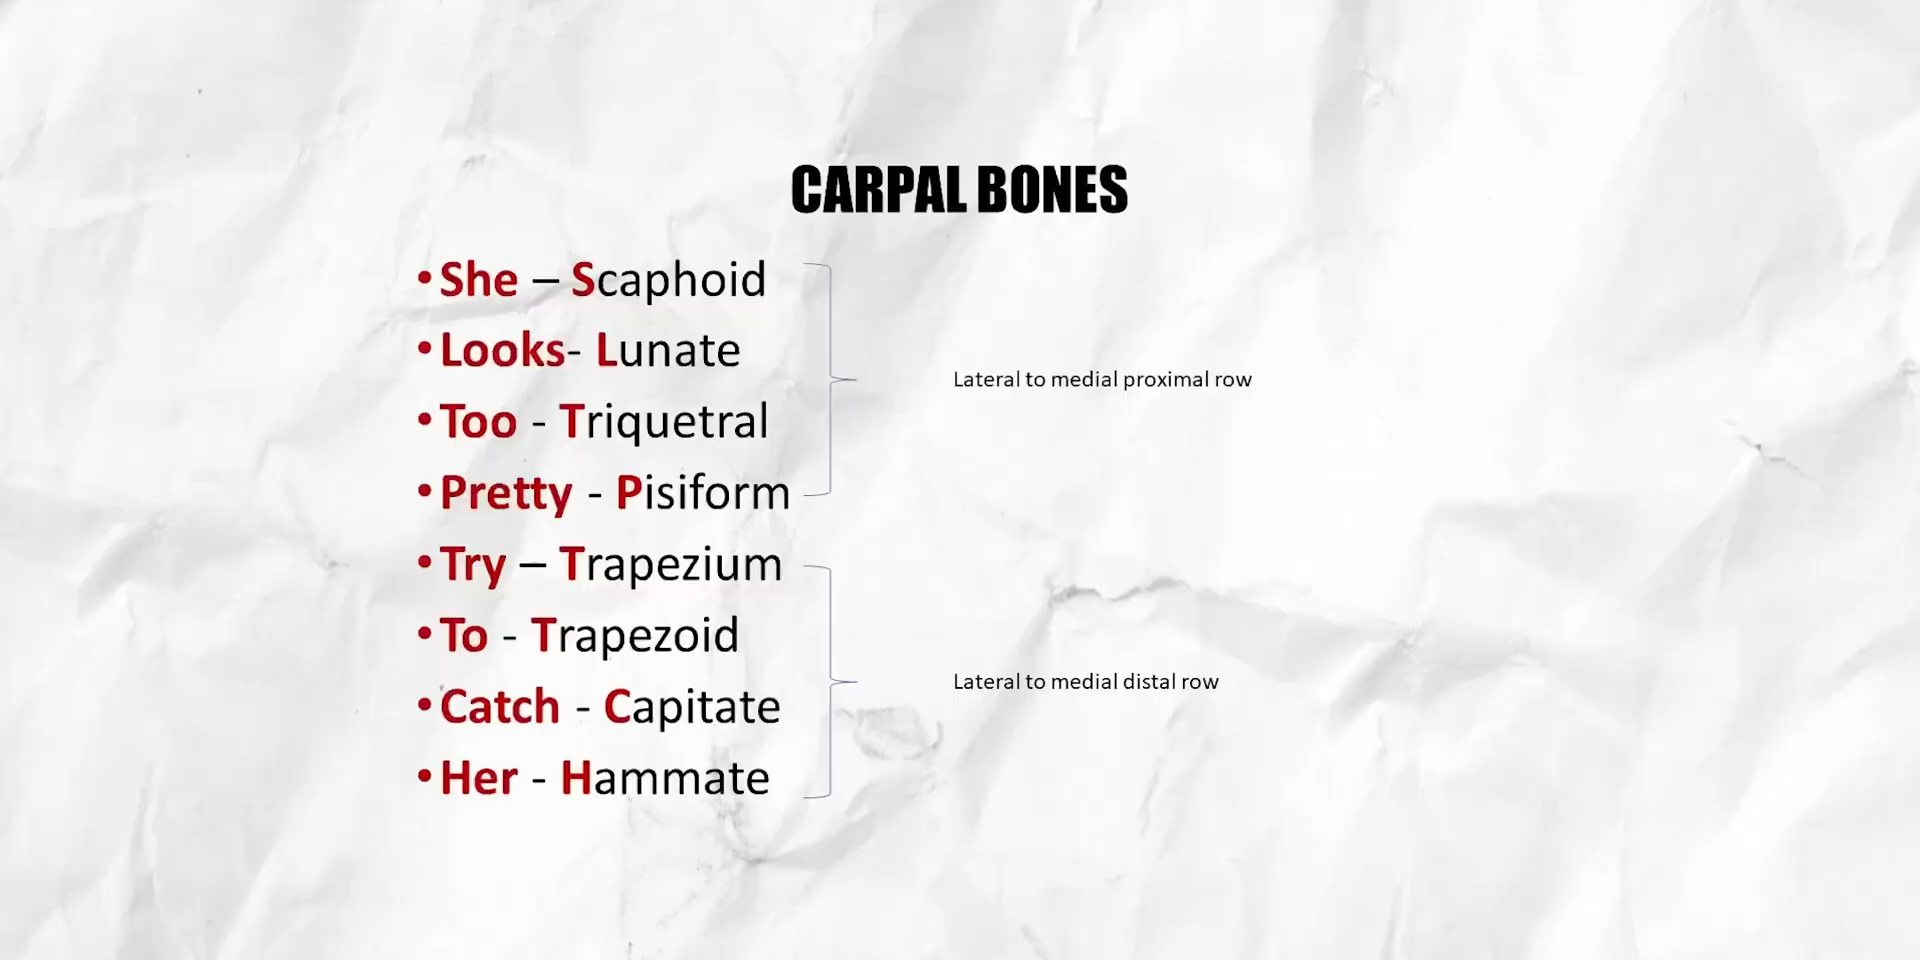 CARPAL BONES
•She – Scaphoid
•Looks- Lunate
•Too - Triquetral
•Pretty - Pisiform
Lateral to medial proximal row
•Try – Trapezium
•To - Trapezoid
•Catch - Capitate
•Her - Hammate
Lateral to medial distal row